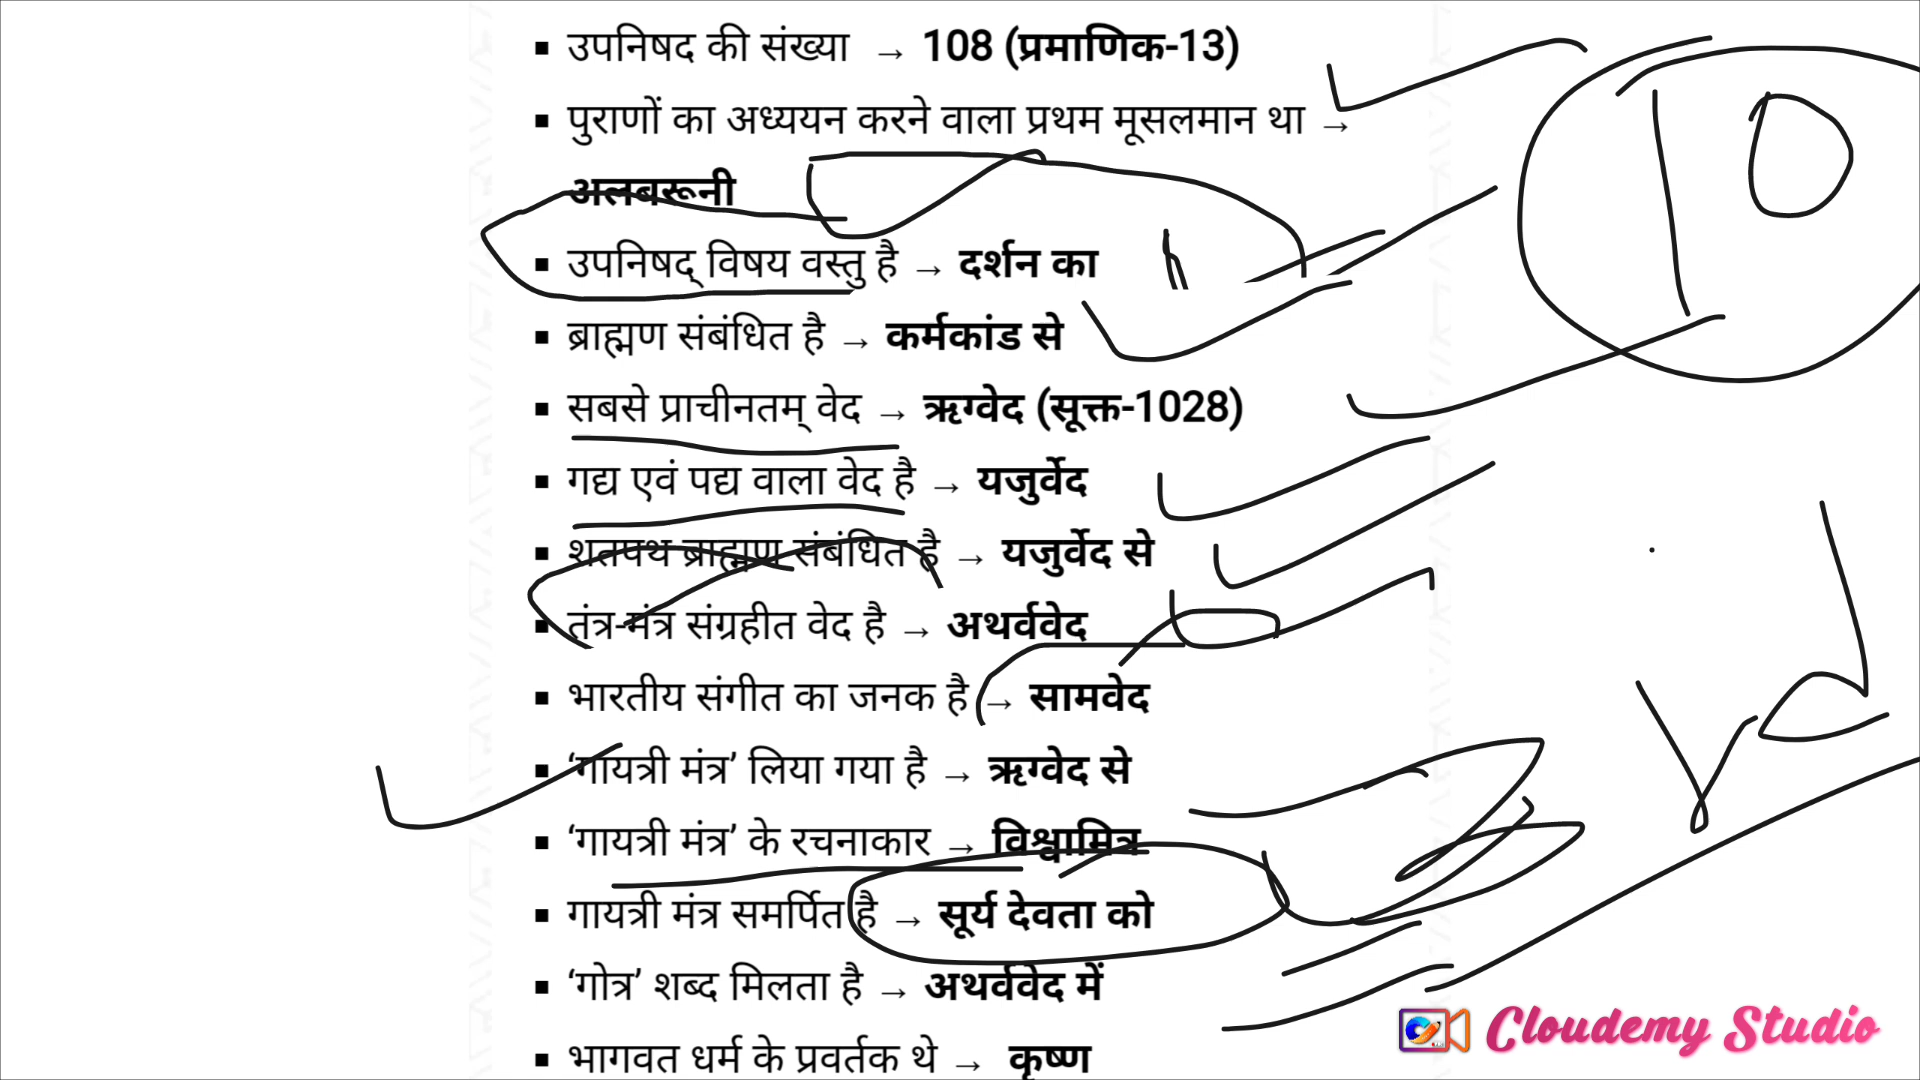 ▪ उपनिषद की संख्या → 108 (प्रमाणिक-13)
▪ पुराणों का अध्ययन करने वाला प्रथम मूसलमान था →
अलबरूनी
▪ उपनिषद् विषय वस्तु है → दर्शन का
▪ ब्राह्मण संबंधित है → कर्मकांड से
▪ सबसे प्राचीनतम् वेद → ऋग्वेद (सूक्त-1028)
▪ गद्य एवं पद्य वाला वेद है → यजुर्वेद
▪ शतपथ ब्राह्मण संबंधित है → यजुर्वेद से
▪ तंत्र-मंत्र संग्रहीत वेद है → अथर्ववेद
▪ भारतीय संगीत का जनक है → सामवेद
▪ ‘गायत्री मंत्र’ लिया गया है → ऋग्वेद से
▪ ‘गायत्री मंत्र’ के रचनाकार → विश्वामित्र
▪ गायत्री मंत्र समर्पित है → सूर्य देवता को
▪ ‘गोत्र’ शब्द मिलता है → अथर्ववेद में
▪ भागवत धर्म के प्रवर्तक थे → कृष्ण
10
Cloudemy Studio